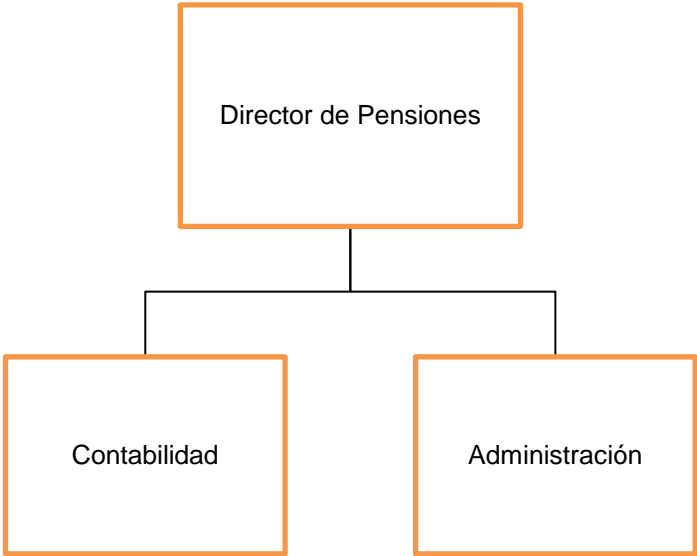 Director de Pensiones
Contabilidad
Administración